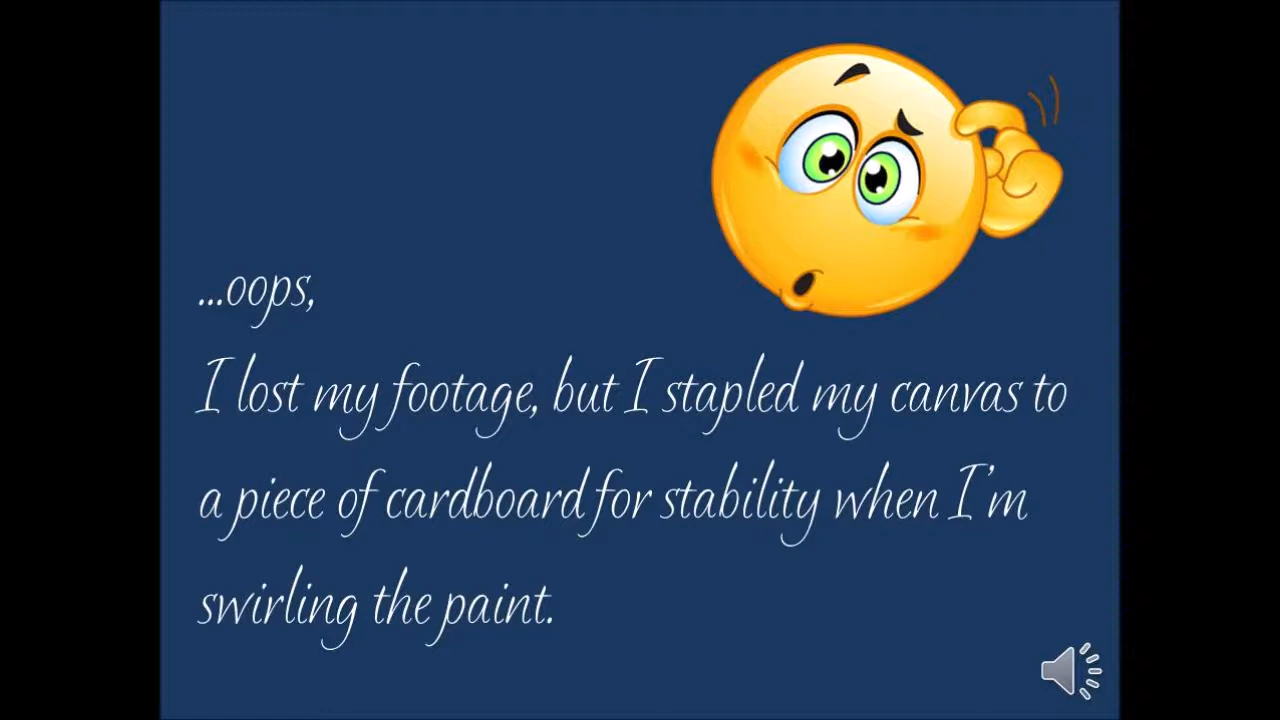 ...oops,
I lost my footage, but I stapled my canvas to
a piece of cardboard for stability when I'm
swirling the paint.